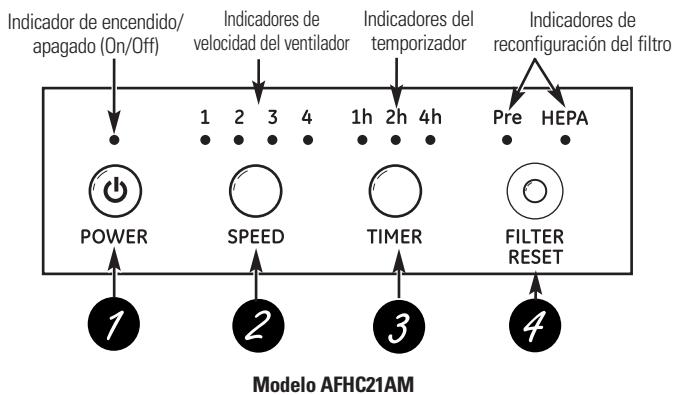 Indicador de encendido/
apagado (On/Off)
Indicadores de
velocidad del ventilador
Indicadores del
temporizador
Indicadores de
reconfiguración del filtro
1 2 3 4 1h 2h 4h Pre HEPA
POWER SPEED TIMER FILTER
RESET
1 2 3 4
Modelo AFHC21AM